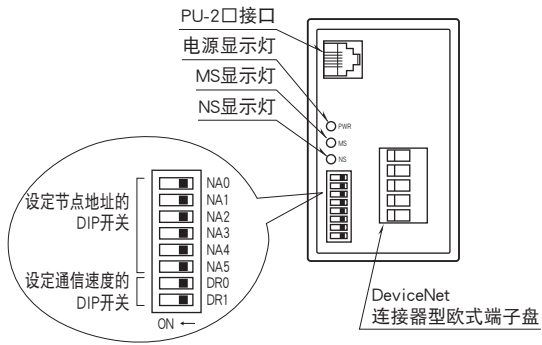 PU-2□接口
电源显示灯
MS显示灯
NS显示灯
PWR
MS
NS
设定节点地址的
DIP开关
NA0
NA1
NA2
NA3
NA4
NA5
设定通信速度的
DIP开关
DR0
DR1
ON ←
DeviceNet
连接器型欧式端子盘